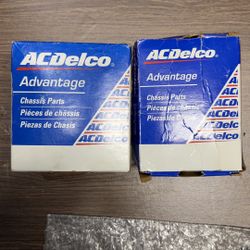 ACDelco
Advantage
Chassis Parts
Pièces de châssis
Piezas de Chasis
ACDelco
ACDelco
ACDelco
ACDelco
Advantage
Chassis Parts
Pièces de châssis
Piezas de Chasis
ACDelco